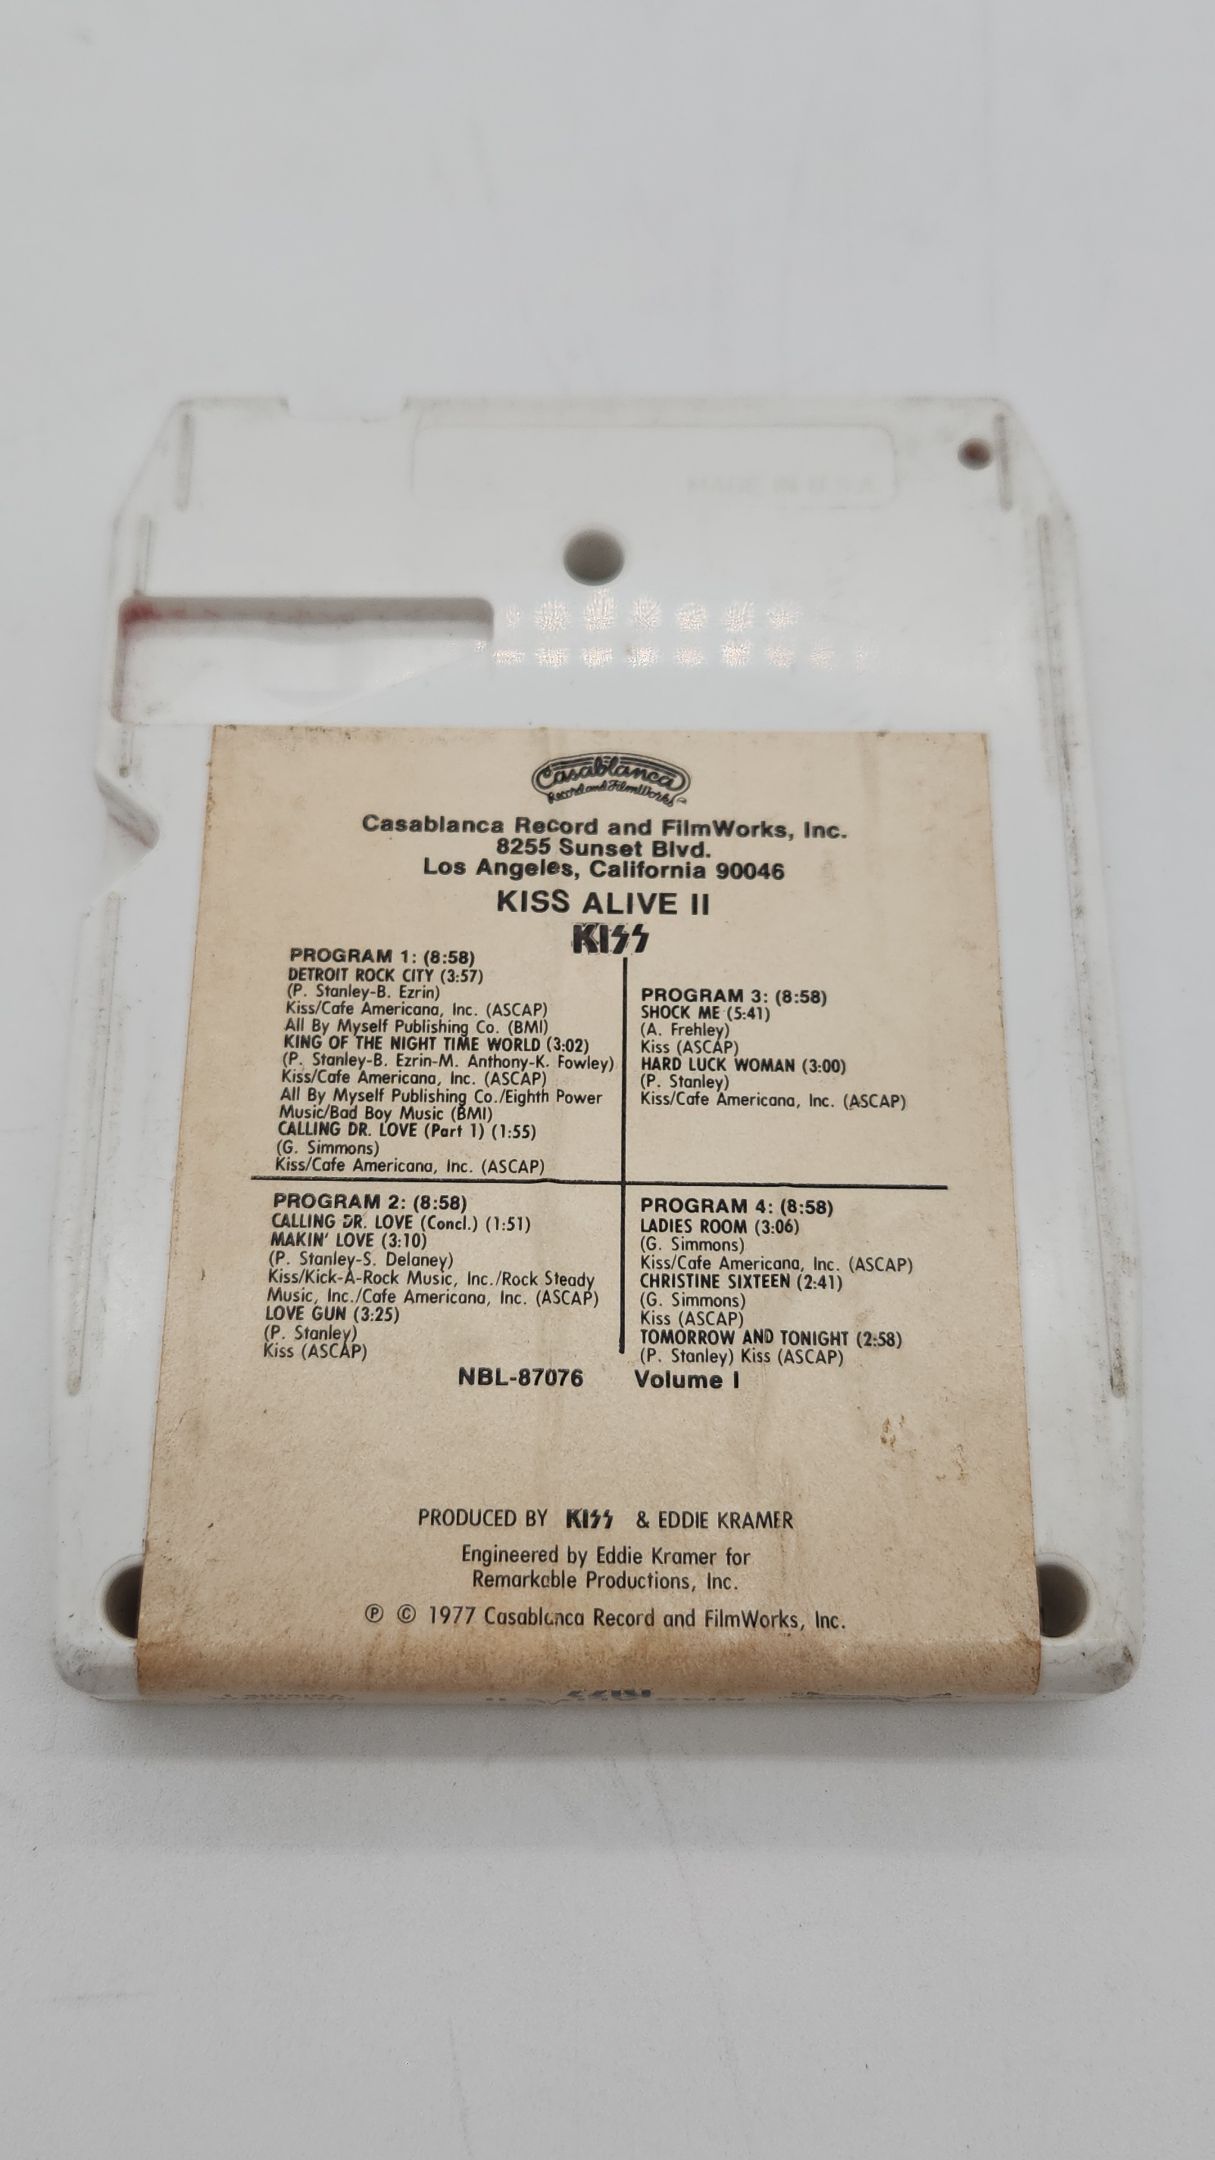 Casablanca
Record and FilmWorks
Casablanca Record and FilmWorks, Inc.
8255 Sunset Blvd.
Los Angeles, California 90046
KISS ALIVE II
KISS
PROGRAM 1: (8:58)
DETROIT ROCK CITY (3:57)
(P. Stanley-B. Ezrin)
Kiss/Cafe Americana, Inc. (ASCAP)
All By Myself Publishing Co. (BMI)
KING OF THE NIGHT TIME WORLD (3:02)
(P. Stanley-B. Ezrin-M. Anthony-K. Fowley)
Kiss/Cafe Americana, Inc. (ASCAP)
All By Myself Publishing Co./Eighth Power
Music/Bad Boy Music (BMI)
CALLING DR. LOVE (Part 1) (1:55)
(G. Simmons)
Kiss/Cafe Americana, Inc. (ASCAP)
PROGRAM 2: (8:58)
CALLING DR. LOVE (Concl.) (1:51)
MAKIN' LOVE (3:10)
(P. Stanley-S. Delaney)
Kiss/Kick-A-Rock Music, Inc./Rock Steady
Music, Inc./Cafe Americana, Inc. (ASCAP)
LOVE GUN (3:25)
(P. Stanley)
Kiss (ASCAP)
PROGRAM 3: (8:58)
SHOCK ME (5:41)
(A. Frehley)
Kiss (ASCAP)
HARD LUCK WOMAN (3:00)
(P. Stanley)
Kiss/Cafe Americana, Inc. (ASCAP)
PROGRAM 4: (8:58)
LADIES ROOM (3:06)
(G. Simmons)
Kiss/Cafe Americana, Inc. (ASCAP)
CHRISTINE SIXTEEN (2:41)
(G. Simmons)
Kiss (ASCAP)
TOMORROW AND TONIGHT (2:58)
(P. Stanley) Kiss (ASCAP)
NBL-87076 Volume I
PRODUCED BY KISS & EDDIE KRAMER
Engineered by Eddie Kramer for
Remarkable Productions, Inc.
℗ © 1977 Casablanca Record and FilmWorks, Inc.